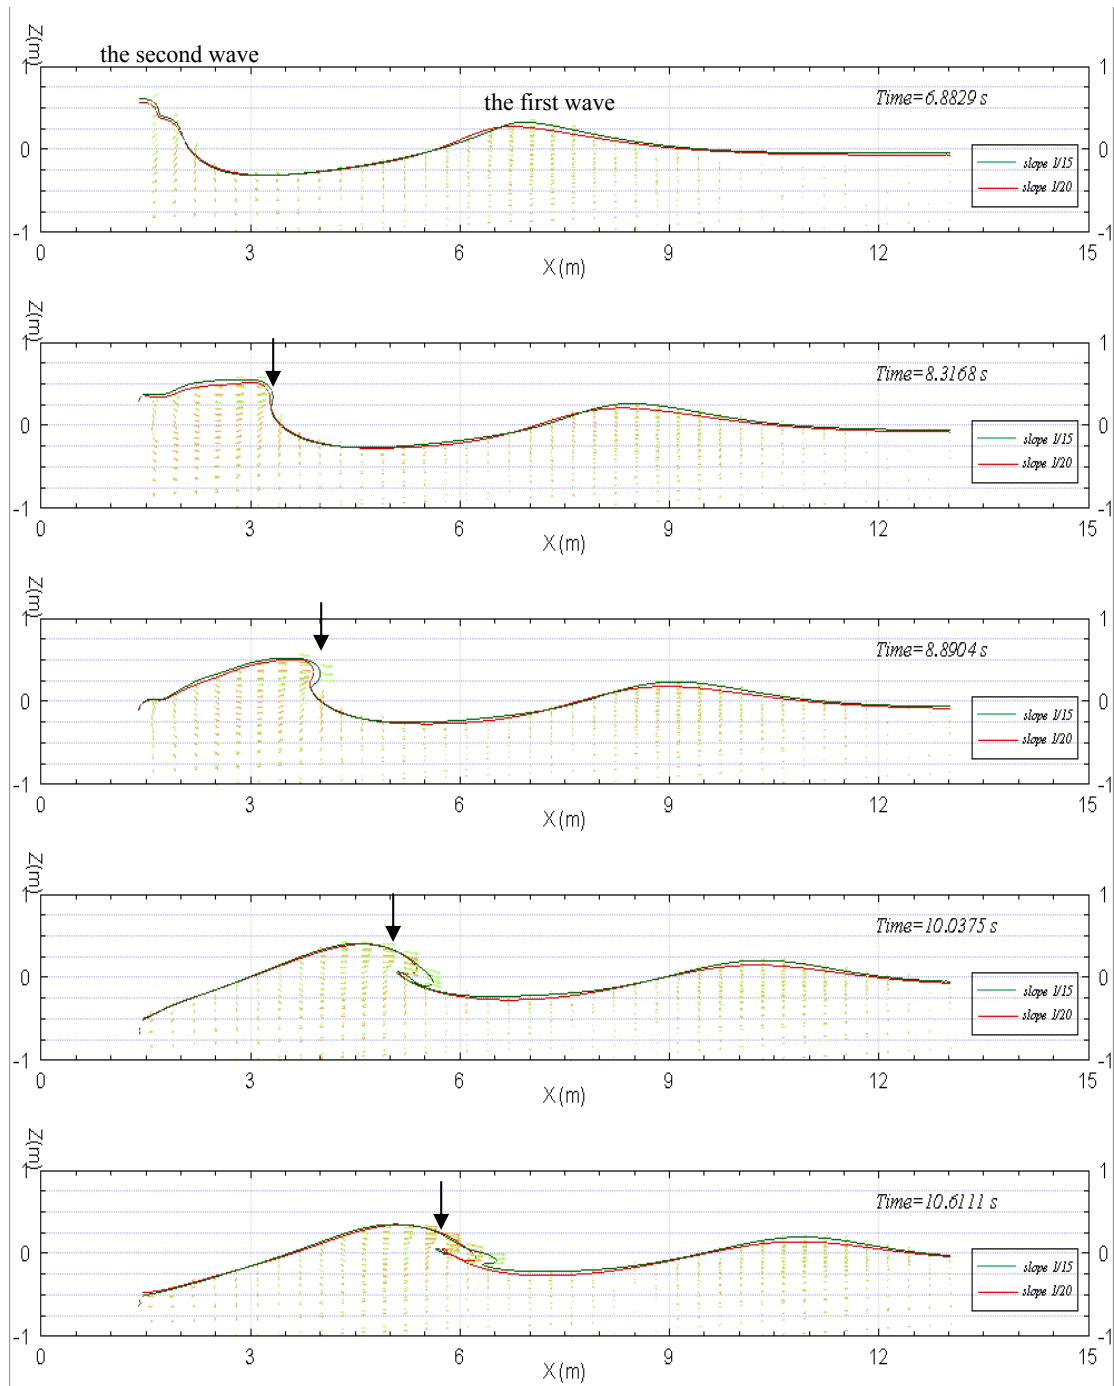 Z(m)
the second wave
1 1
the first wave
Time=6.8829 s
0 0
slope 1/15
slope 1/20
-1 -1
0 3 6 9 12 15
X(m)
Z(m)
1 1
Time=8.3168 s
0 0
slope 1/15
slope 1/20
-1 -1
0 3 6 9 12 15
X(m)
Z(m)
1 1
Time=8.8904 s
0 0
slope 1/15
slope 1/20
-1 -1
0 3 6 9 12 15
X(m)
Z(m)
1 1
Time=10.0375 s
0 0
slope 1/15
slope 1/20
-1 -1
0 3 6 9 12 15
X(m)
Z(m)
1 1
Time=10.6111 s
0 0
slope 1/15
slope 1/20
-1 -1
0 3 6 9 12 15
X(m)